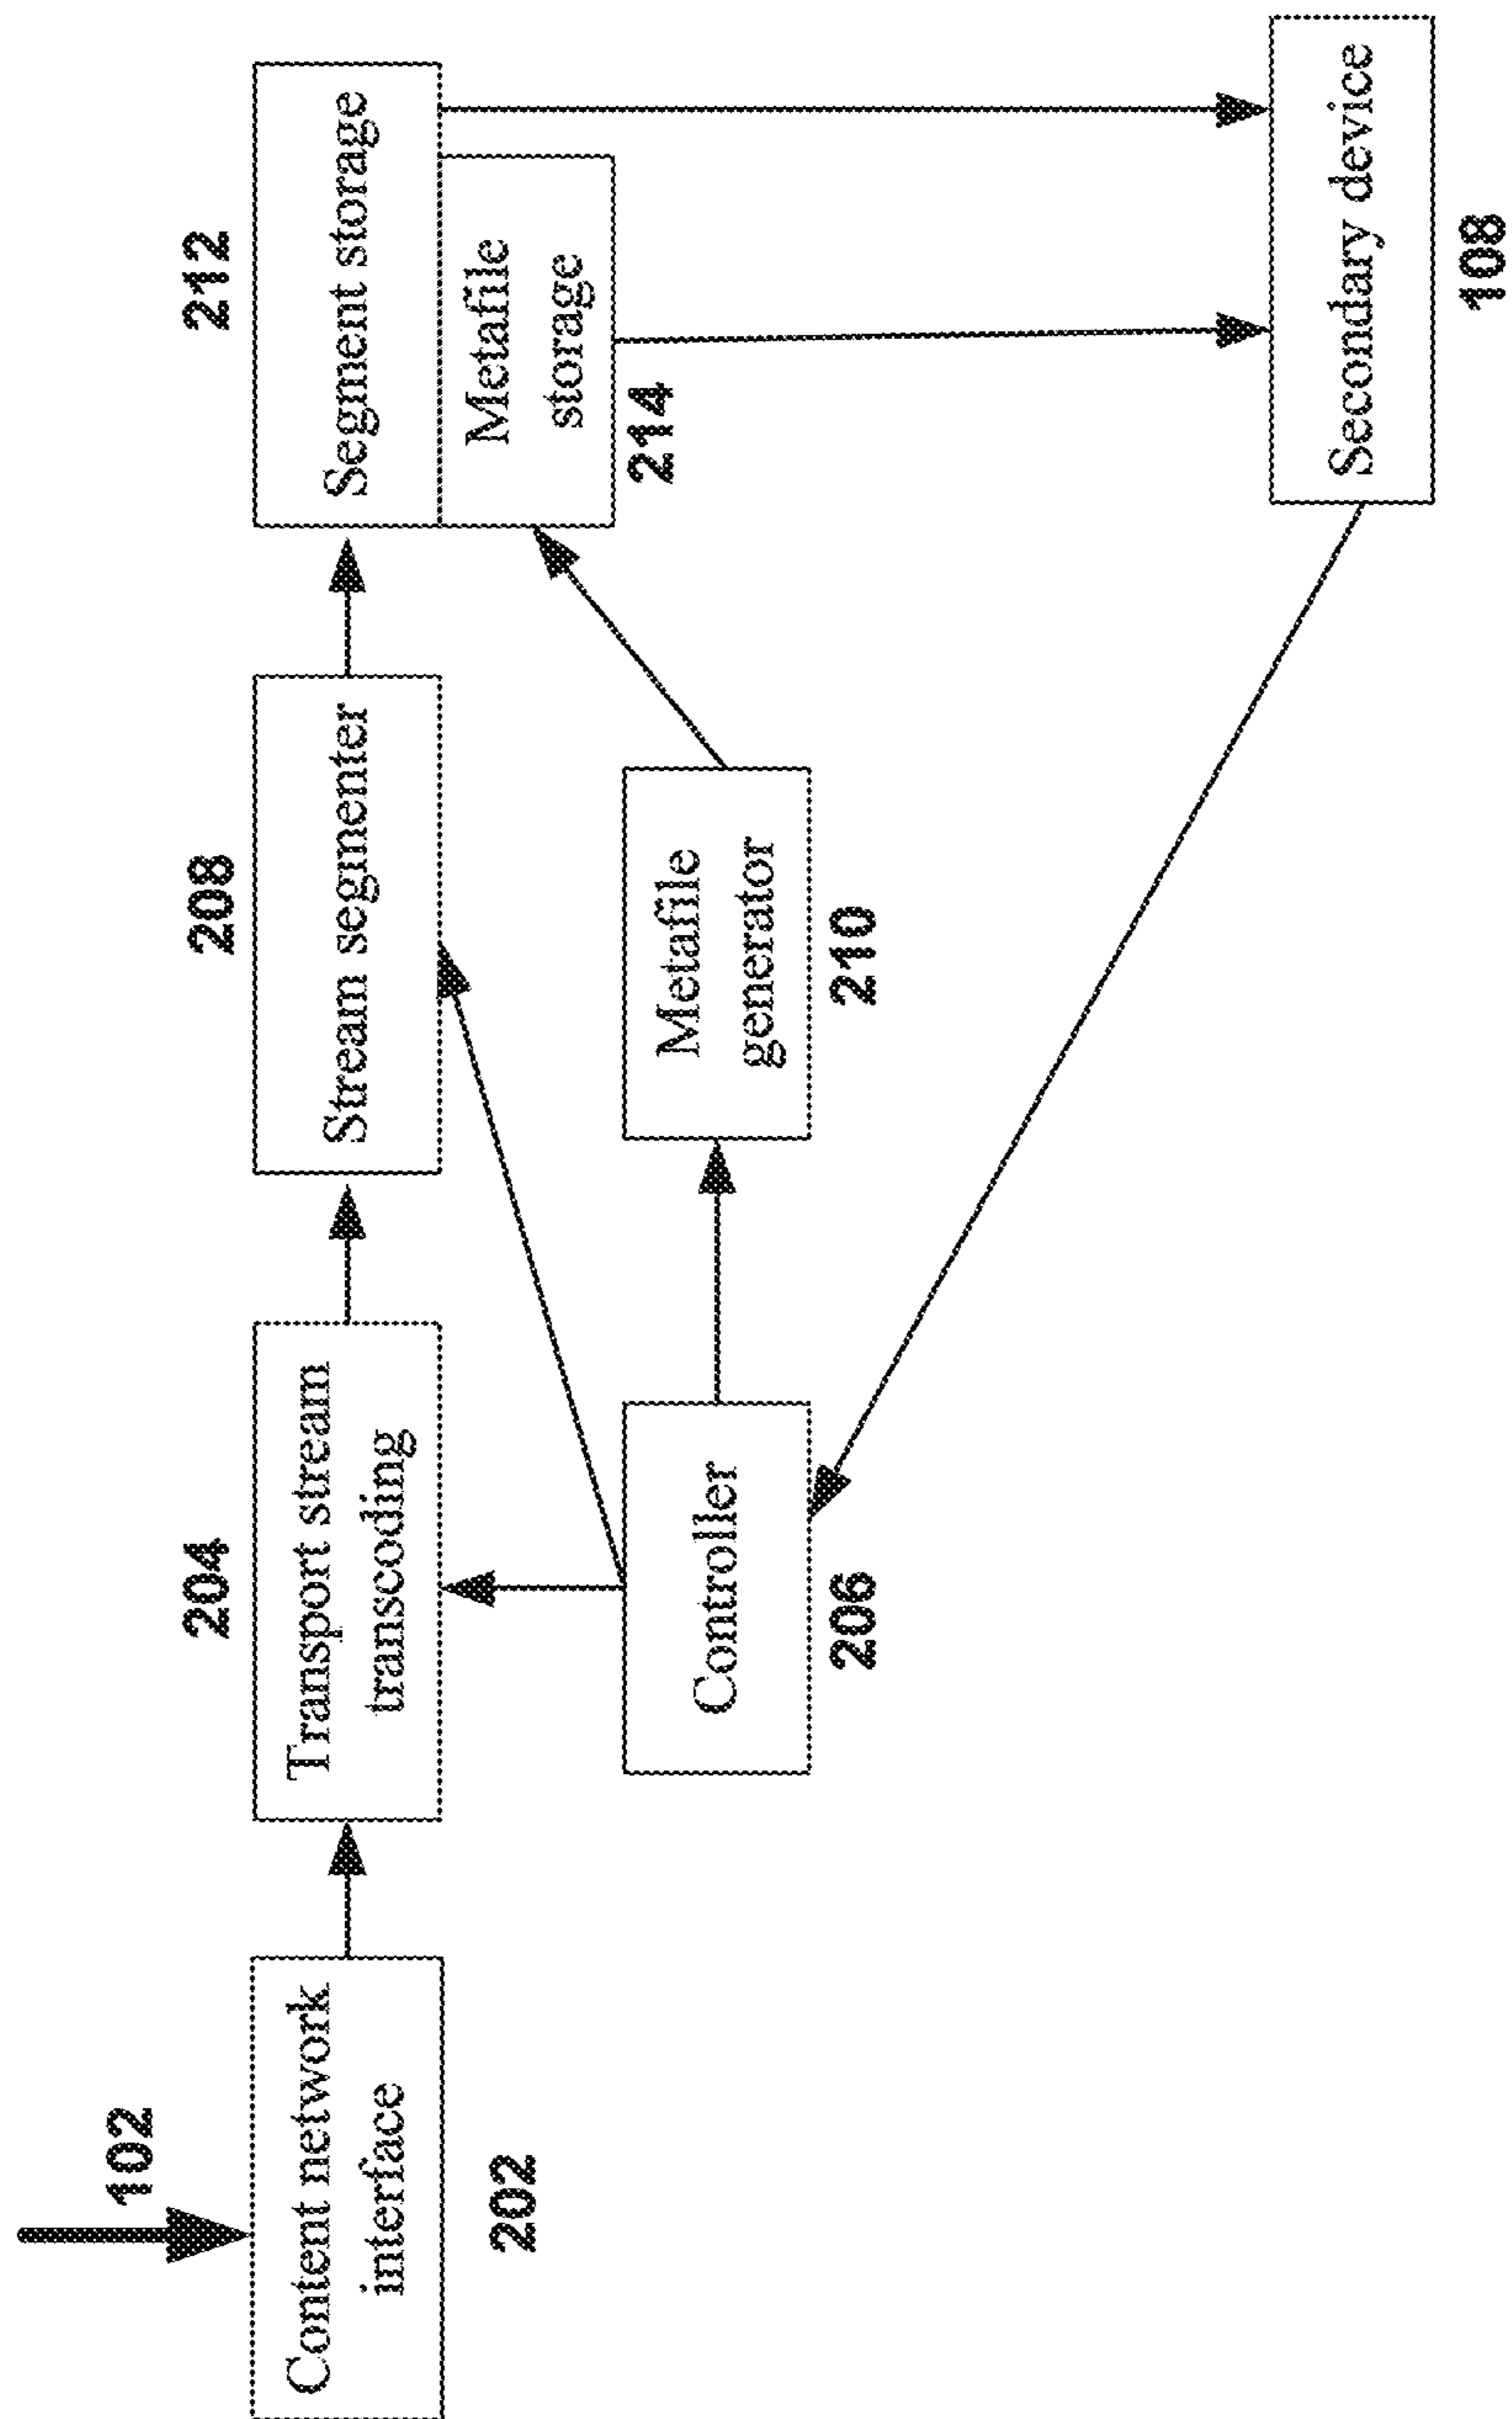 102
Content network
interface
202
204
Transport stream
transcoding
Controller
206
208
Stream segmenter
Metafile
generator
210
212
Segment storage
Metafile
storage
214
Secondary device
108